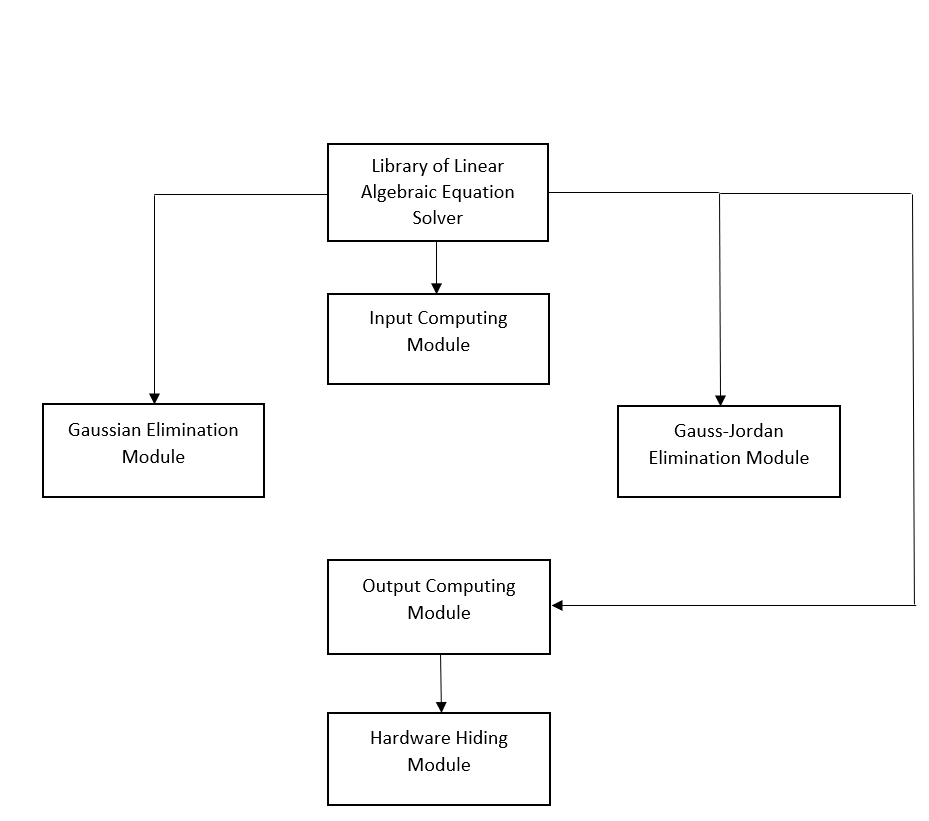 Library of Linear
Algebraic Equation
Solver
Input Computing
Module
Gaussian Elimination
Module
Gauss-Jordan
Elimination Module
Output Computing
Module
Hardware Hiding
Module